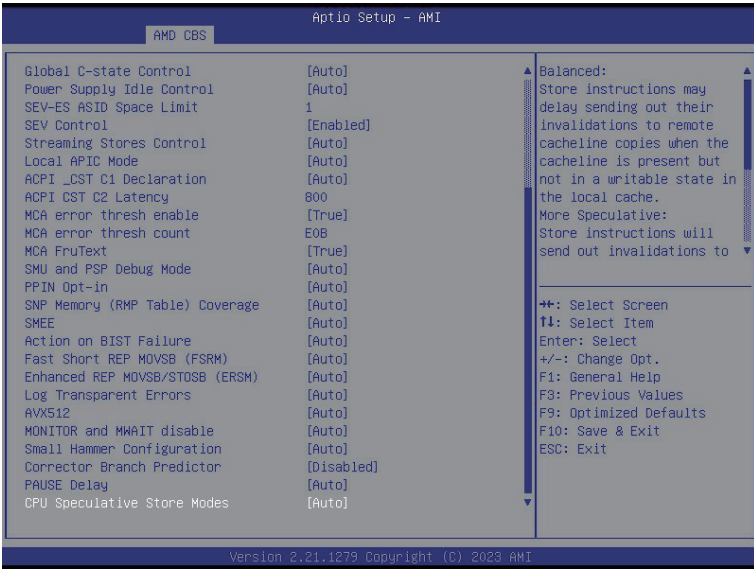 Aptio Setup – AMI
AMD CBS
Global C-state Control [Auto]
Power Supply Idle Control [Auto]
SEV-ES ASID Space Limit 1
SEV Control [Enabled]
Streaming Stores Control [Auto]
Local APIC Mode [Auto]
ACPI _CST C1 Declaration [Auto]
ACPI CST C2 Latency 800
MCA error thresh enable [True]
MCA error thresh count E0B
MCA FruText [True]
SMU and PSP Debug Mode [Auto]
PPIN Opt-in [Auto]
SNP Memory (RMP Table) Coverage [Auto]
SMEE [Auto]
Action on BIST Failure [Auto]
Fast Short REP MOVSB (FSRM) [Auto]
Enhanced REP MOVSB/STOSB (ERSM) [Auto]
Log Transparent Errors [Auto]
AVX512 [Auto]
MONITOR and MWAIT disable [Auto]
Small Hammer Configuration [Auto]
Corrector Branch Predictor [Disabled]
PAUSE Delay [Auto]
CPU Speculative Store Modes [Auto]
Balanced:
Store instructions may
delay sending out their
invalidations to remote
cacheline copies when the
cacheline is present but
not in a writable state in
the local cache.
More Speculative:
Store instructions will
send out invalidations to
→←: Select Screen
↑↓: Select Item
Enter: Select
+/-: Change Opt.
F1: General Help
F3: Previous Values
F9: Optimized Defaults
F10: Save & Exit
ESC: Exit
Version 2.21.1279 Copyright (C) 2023 AMI